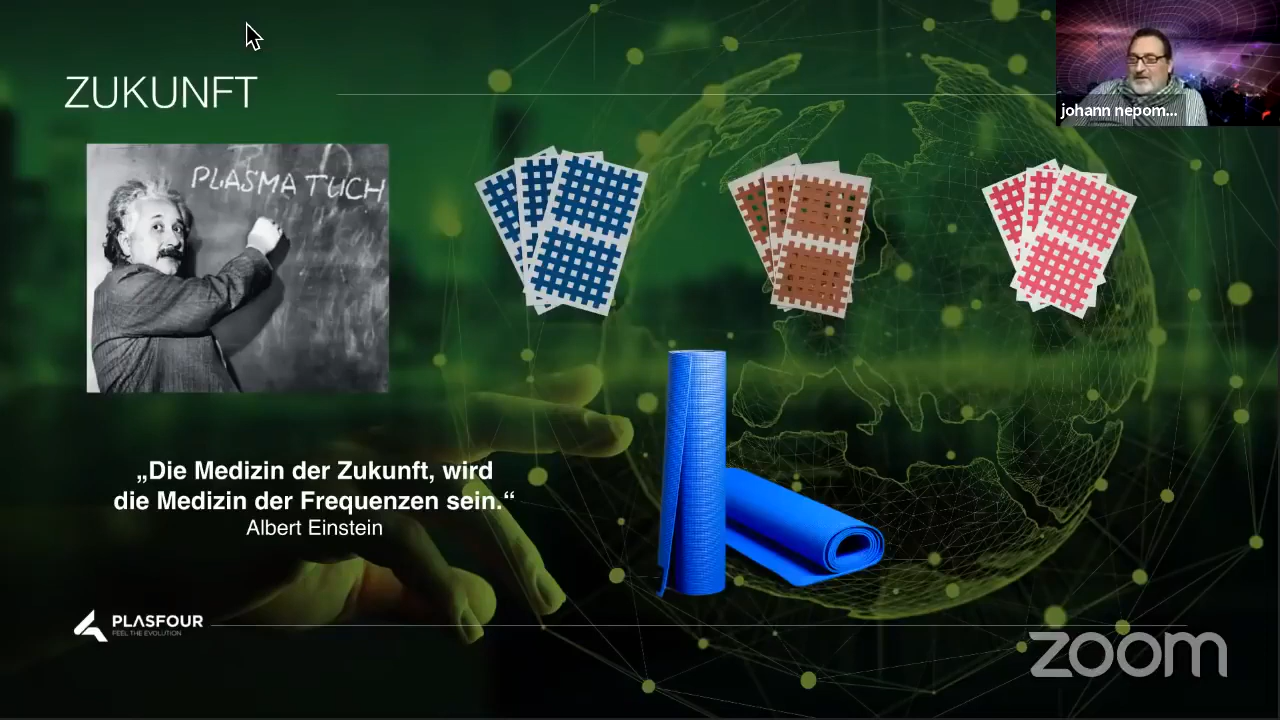 ZUKUNFT
johann nepom...
PLASMA TUCH
„Die Medizin der Zukunft, wird
die Medizin der Frequenzen sein.“
Albert Einstein
PLASFOUR
FEEL THE EVOLUTION
zoom